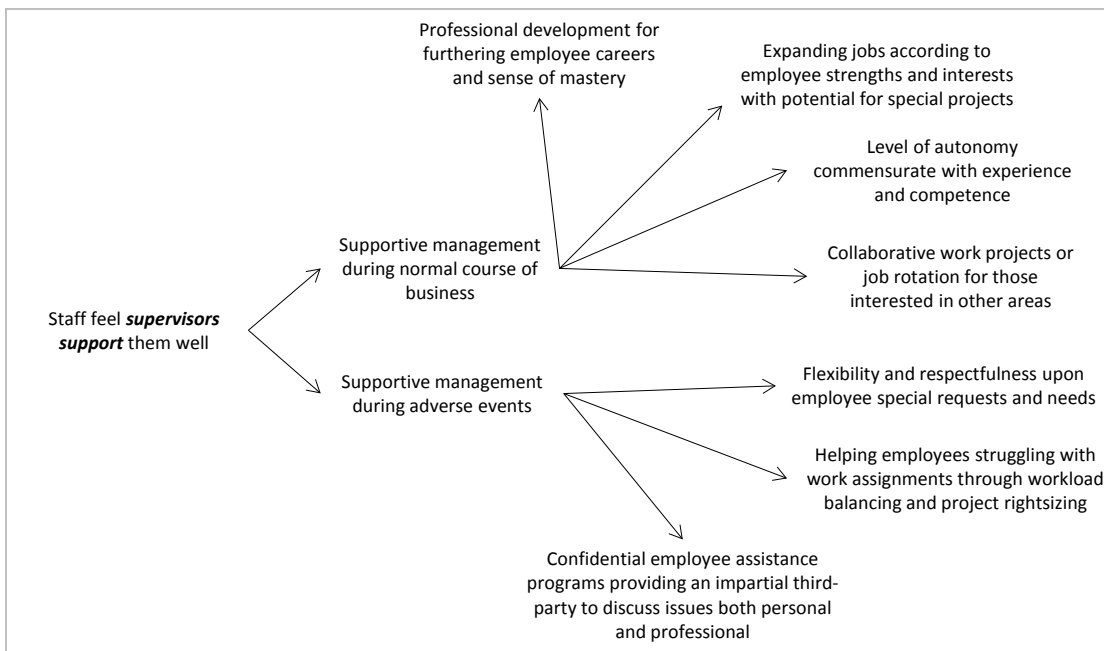 Professional development for
furthering employee careers
and sense of mastery
Expanding jobs according to
employee strengths and interests
with potential for special projects
Level of autonomy
commensurate with experience
and competence
Supportive management
during normal course of
business
Collaborative work projects or
job rotation for those
interested in other areas
Staff feel supervisors
support them well
Supportive management
during adverse events
Flexibility and respectfulness upon
employee special requests and needs
Helping employees struggling with
work assignments through workload
balancing and project rightsizing
Confidential employee assistance
programs providing an impartial third-
party to discuss issues both personal
and professional